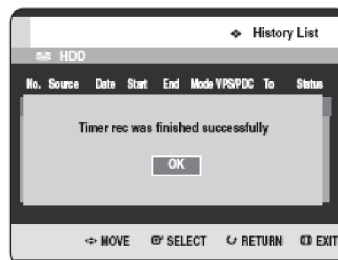 History List
HDD
No. Source Date Start End Mode VPS/PDC To Status
Timer rec was finished successfully
OK
MOVE SELECT RETURN EXIT